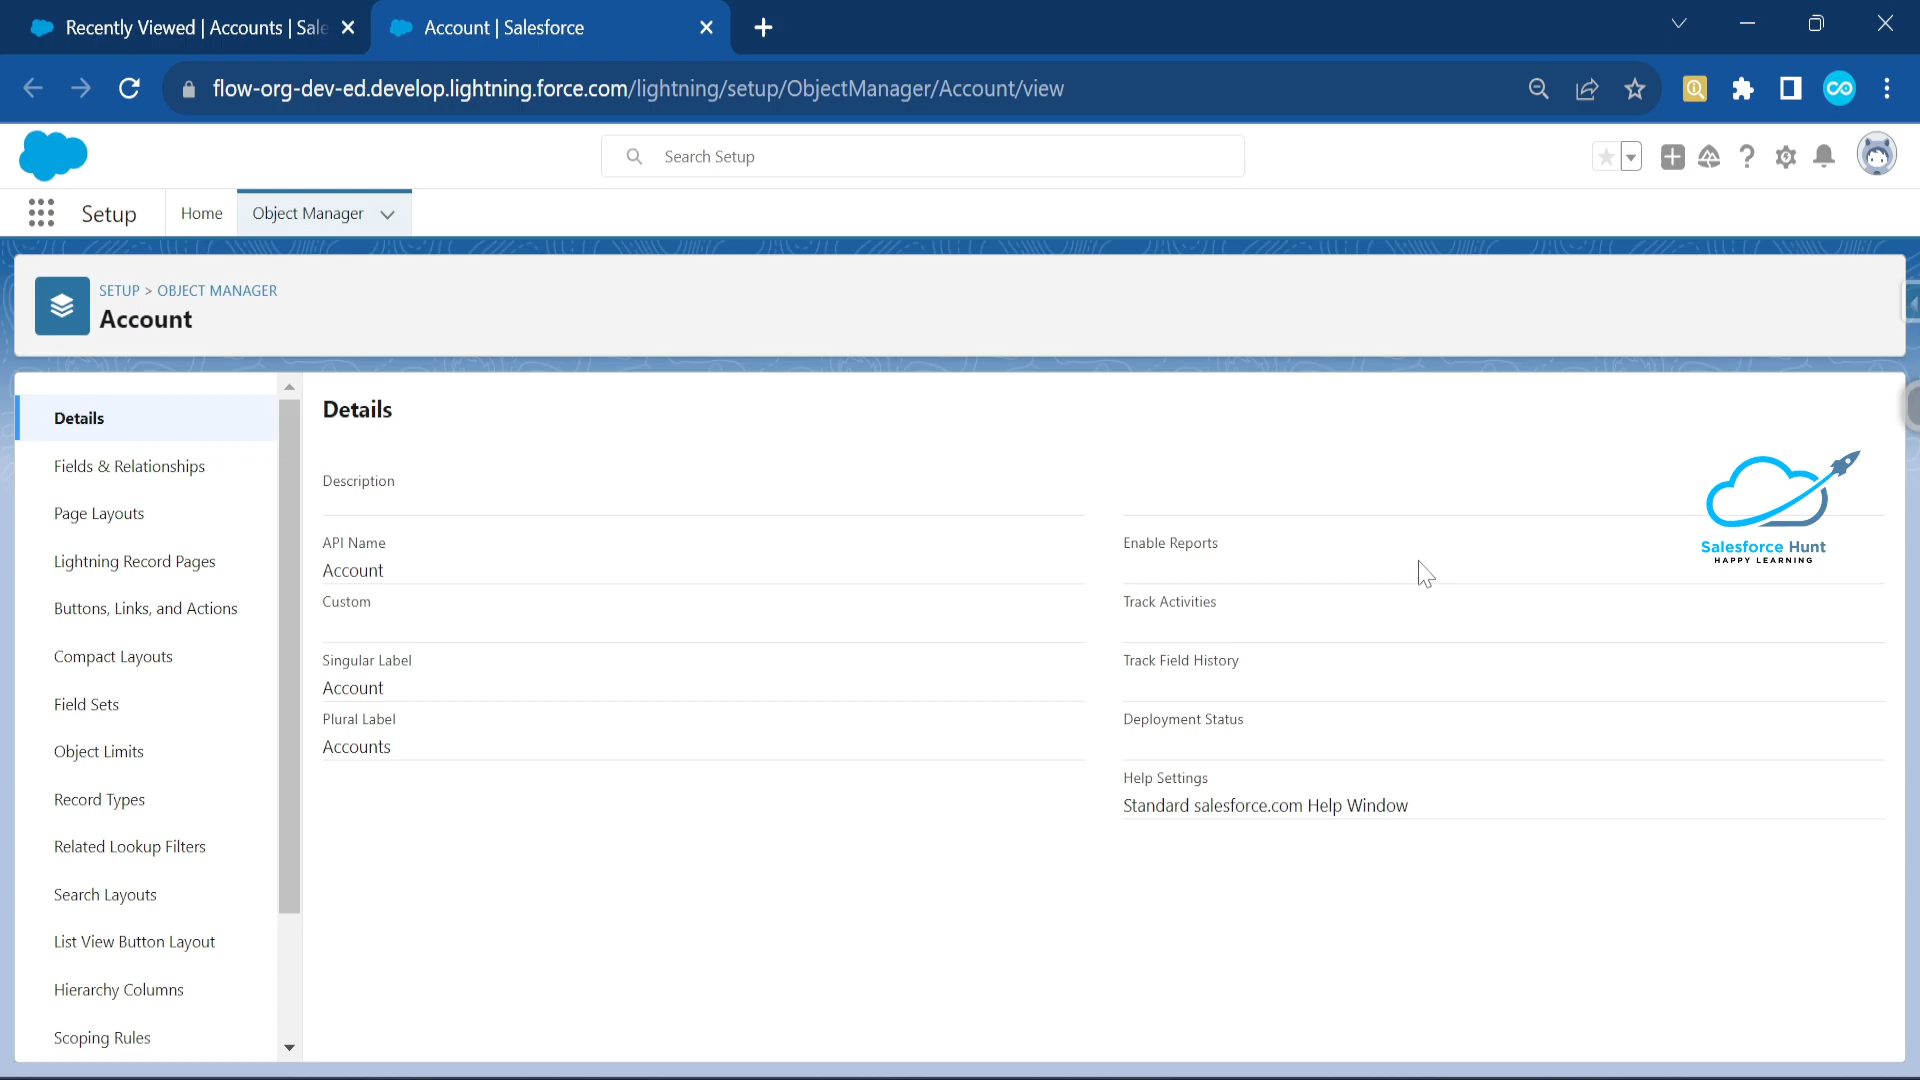 Recently Viewed | Accounts | Sale
Account | Salesforce
flow-org-dev-ed.develop.lightning.force.com/lightning/setup/ObjectManager/Account/view
Search Setup
Setup
Home
Object Manager
SETUP > OBJECT MANAGER
Account
Details
Fields & Relationships
Page Layouts
Lightning Record Pages
Buttons, Links, and Actions
Compact Layouts
Field Sets
Object Limits
Record Types
Related Lookup Filters
Search Layouts
List View Button Layout
Hierarchy Columns
Scoping Rules
Details
Description
API Name
Account
Custom
Singular Label
Account
Plural Label
Accounts
Enable Reports
Track Activities
Track Field History
Deployment Status
Help Settings
Standard salesforce.com Help Window
Salesforce Hunt
HAPPY LEARNING